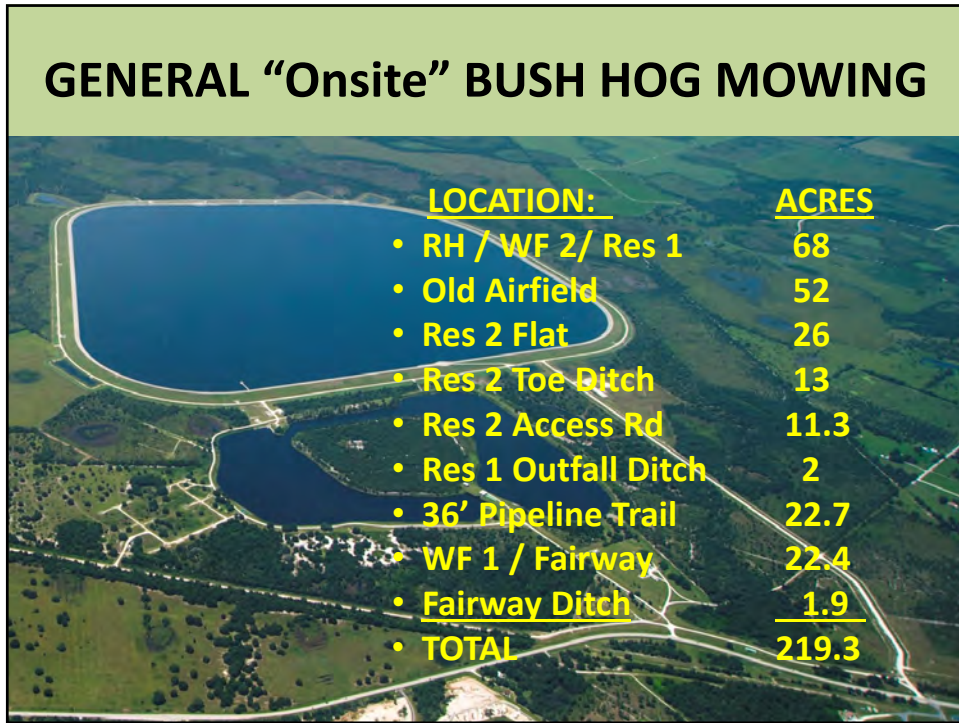 GENERAL “Onsite” BUSH HOG MOWING
LOCATION: ACRES
• RH / WF 2/ Res 1 68
• Old Airfield 52
• Res 2 Flat 26
• Res 2 Toe Ditch 13
• Res 2 Access Rd 11.3
• Res 1 Outfall Ditch 2
• 36’ Pipeline Trail 22.7
• WF 1 / Fairway 22.4
• Fairway Ditch 1.9
• TOTAL 219.3